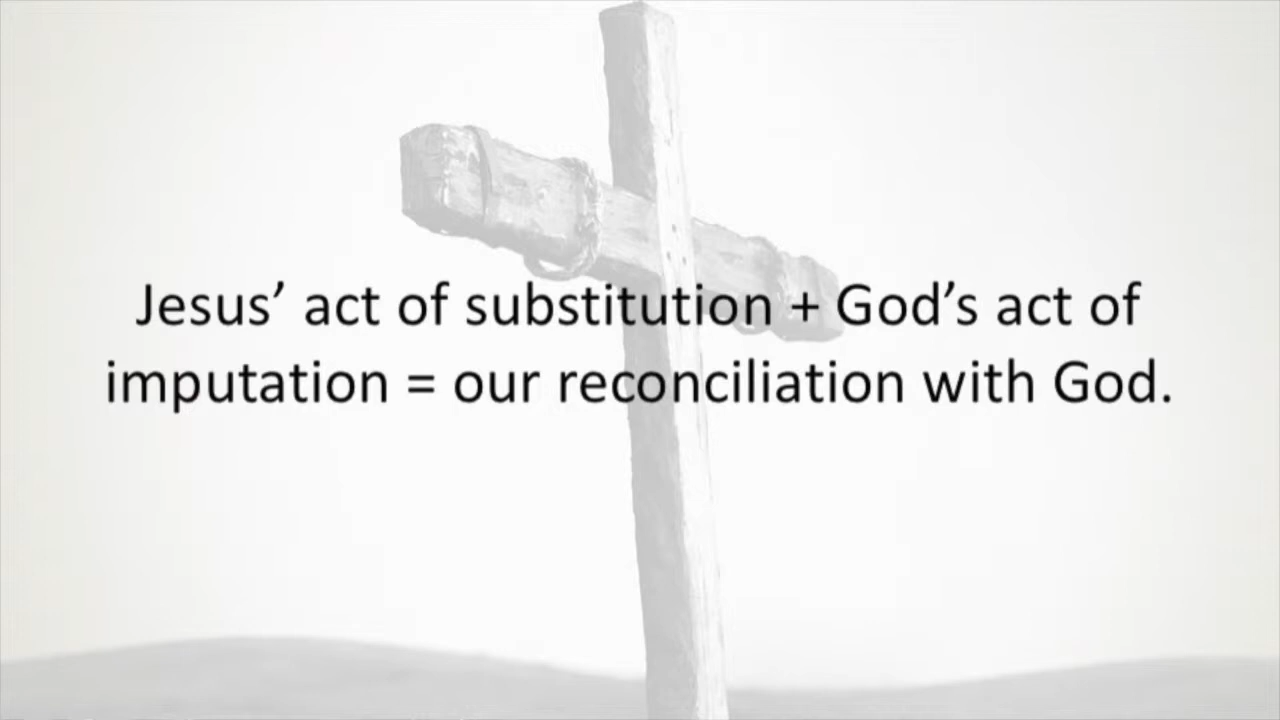 Jesus’ act of substitution + God’s act of
imputation = our reconciliation with God.